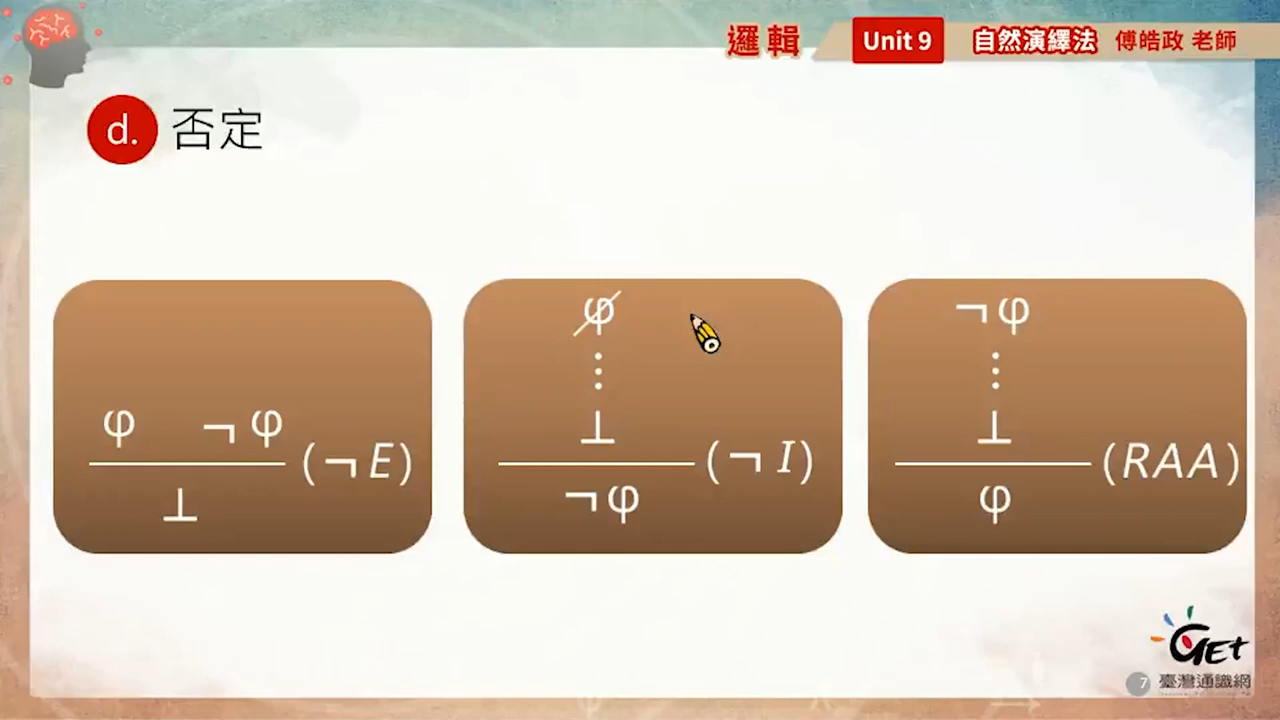 邏輯 Unit 9 自然演繹法 傅皓政 老師
d. 否定
φ ¬φ
⊥
(¬E)
φ
⋮
⊥
¬φ
(¬I)
¬φ
⋮
⊥
φ
(RAA)
GET
7 臺灣通識網